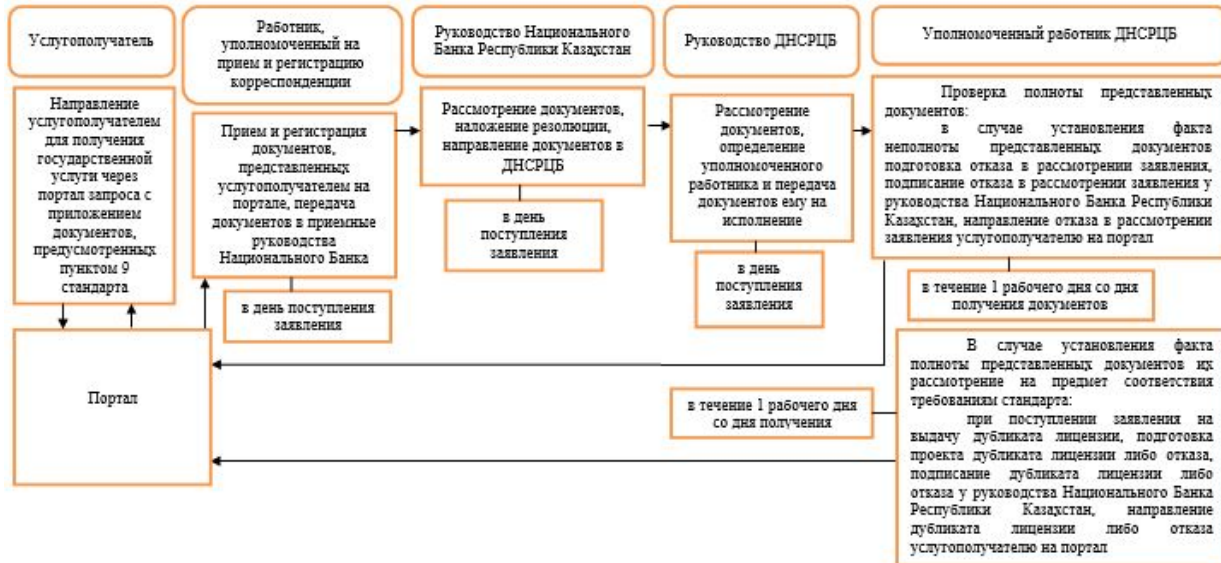 Услугополучатель
Работник,
уполномоченный на
прием и регистрацию
корреспонденции
Руководство Национального
Банка Республики Казахстан
Руководство ДНСРЦБ
Уполномоченный работник ДНСРЦБ
Направление
услугополучателем
для получения
государственной
услуги через
портал запроса с
приложением
документов,
предусмотренных
пунктом 9
стандарта
Прием и регистрация
документов,
представленных
услугополучателем на
портале, передача
документов в приемные
руководства
Национального Банка
в день поступления
заявления
Рассмотрение документов,
наложение резолюции,
направление документов в
ДНСРЦБ
в день
поступления
заявления
Рассмотрение
документов,
определение
уполномоченного
работника и передача
документов ему на
исполнение
в день
поступления
заявления
Проверка полноты представленных
документов:
в случае установления факта
неполноты представленных документов
подготовка отказа в рассмотрении заявления,
подписание отказа в рассмотрении заявления у
руководства Национального Банка Республики
Казахстан, направление отказа в рассмотрении
заявления услугополучателю на портал
в течение 1 рабочего дня со дня
получения документов
Портал
в течение 1 рабочего дня
со дня получения
В случае установления факта
полноты представленных документов их
рассмотрение на предмет соответствия
требованиям стандарта:
при поступлении заявления на
выдачу дубликата лицензии, подготовка
проекта дубликата лицензии либо отказа,
подписание дубликата лицензии либо
отказа у руководства Национального Банка
Республики Казахстан, направление
дубликата лицензии либо отказа
услугополучателю на портал